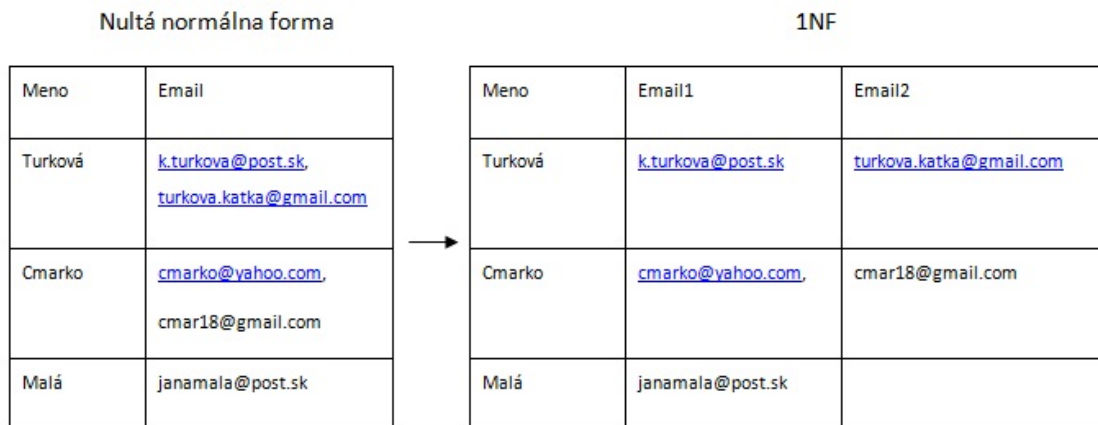 Nultá normálna forma
1NF
Meno Email
Turková k.turkova@post.sk,
turkova.katka@gmail.com
Cmarko cmarko@yahoo.com,
cmar18@gmail.com
Malá janamala@post.sk
Meno Email1 Email2
Turková k.turkova@post.sk turkova.katka@gmail.com
Cmarko cmarko@yahoo.com, cmar18@gmail.com
Malá janamala@post.sk